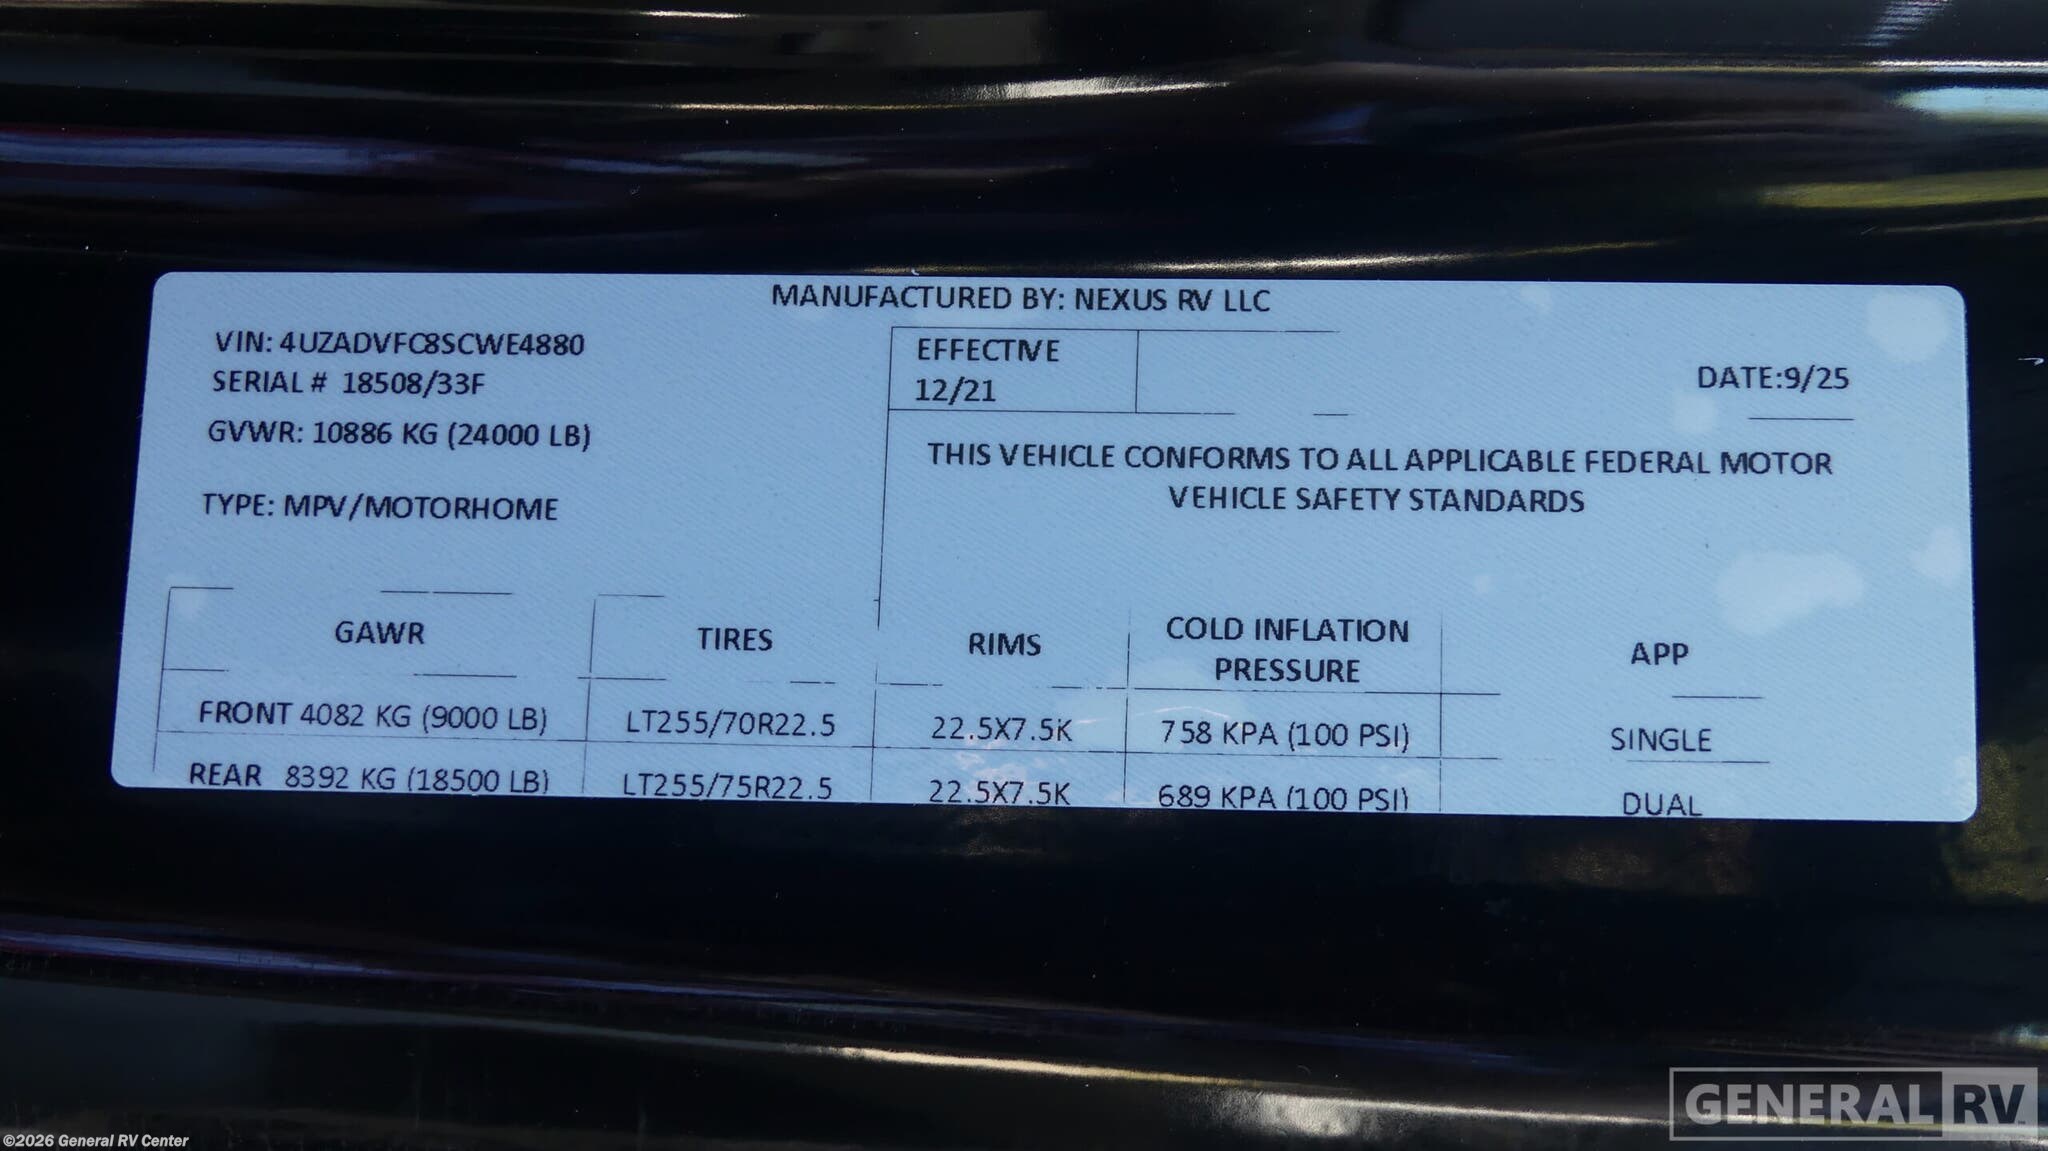 MANUFACTURED BY: NEXUS RV LLC
VIN: 4UZADVFC8SCWE4880
SERIAL # 18508/33F
GVWR: 10886 KG (24000 LB)
TYPE: MPV/MOTORHOME
EFFECTIVE
12/21
DATE:9/25
THIS VEHICLE CONFORMS TO ALL APPLICABLE FEDERAL MOTOR
VEHICLE SAFETY STANDARDS
GAWR TIRES RIMS COLD INFLATION PRESSURE APP
FRONT 4082 KG (9000 LB) LT255/70R22.5 22.5X7.5K 758 KPA (100 PSI) SINGLE
REAR 8392 KG (18500 LB) LT255/75R22.5 22.5X7.5K 689 KPA (100 PSI) DUAL
GENERAL RV
©2026 General RV Center